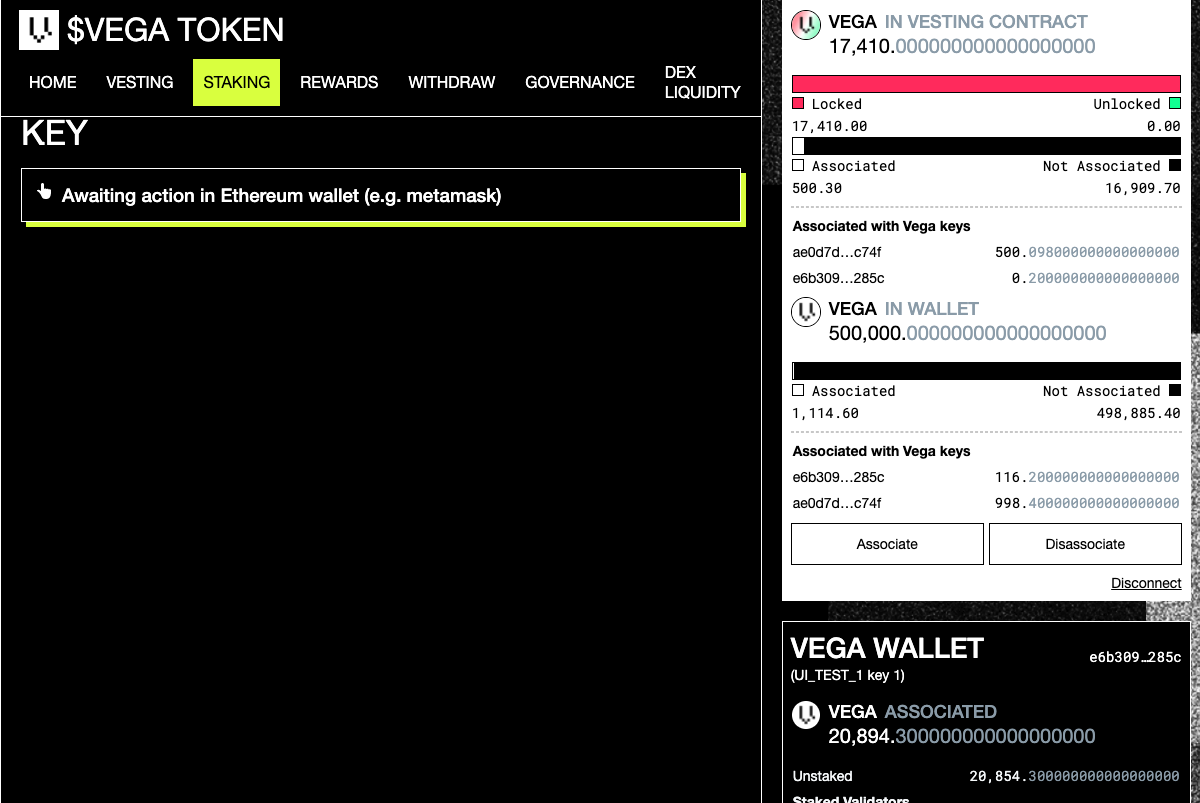 $VEGA TOKEN
HOME VESTING STAKING REWARDS WITHDRAW GOVERNANCE DEX LIQUIDITY
KEY
Awaiting action in Ethereum wallet (e.g. metamask)
VEGA IN VESTING CONTRACT
17,410.000000000000000000
Locked Unlocked
17,410.00 0.00
Associated Not Associated
500.30 16,909.70
Associated with Vega keys
ae0d7d…c74f 500.098000000000000000
e6b309…285c 0.200000000000000000
VEGA IN WALLET
500,000.000000000000000000
Associated Not Associated
1,114.60 498,885.40
Associated with Vega keys
e6b309…285c 116.200000000000000000
ae0d7d…c74f 998.400000000000000000
Associate Disassociate
Disconnect
VEGA WALLET e6b309…285c
(UI_TEST_1 key 1)
VEGA ASSOCIATED
20,894.300000000000000000
Unstaked 20,854.300000000000000000
Staked Validators